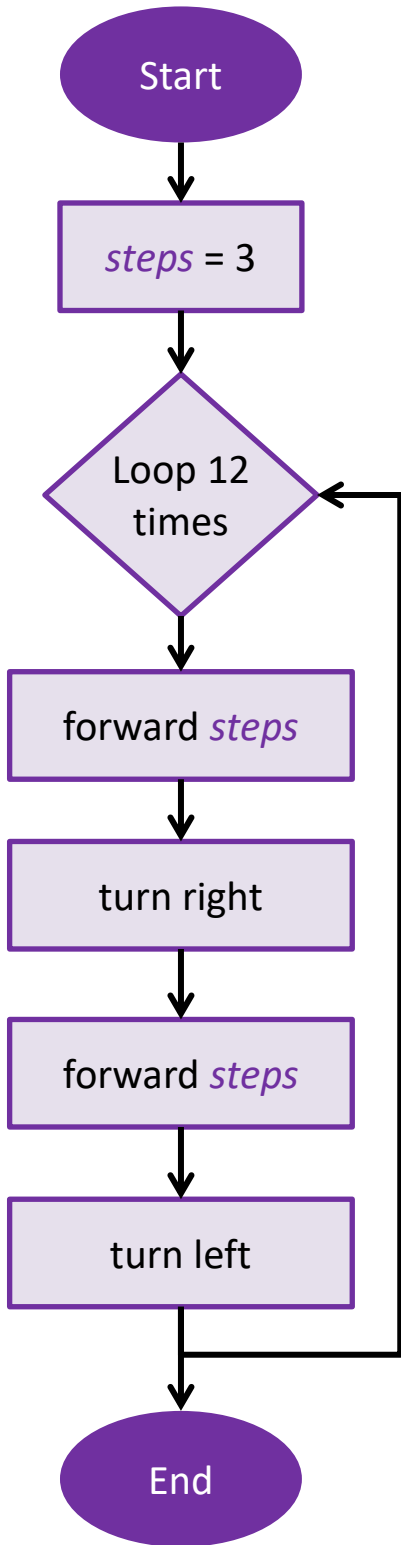 Start
steps = 3
Loop 12
times
forward steps
turn right
forward steps
turn left
End